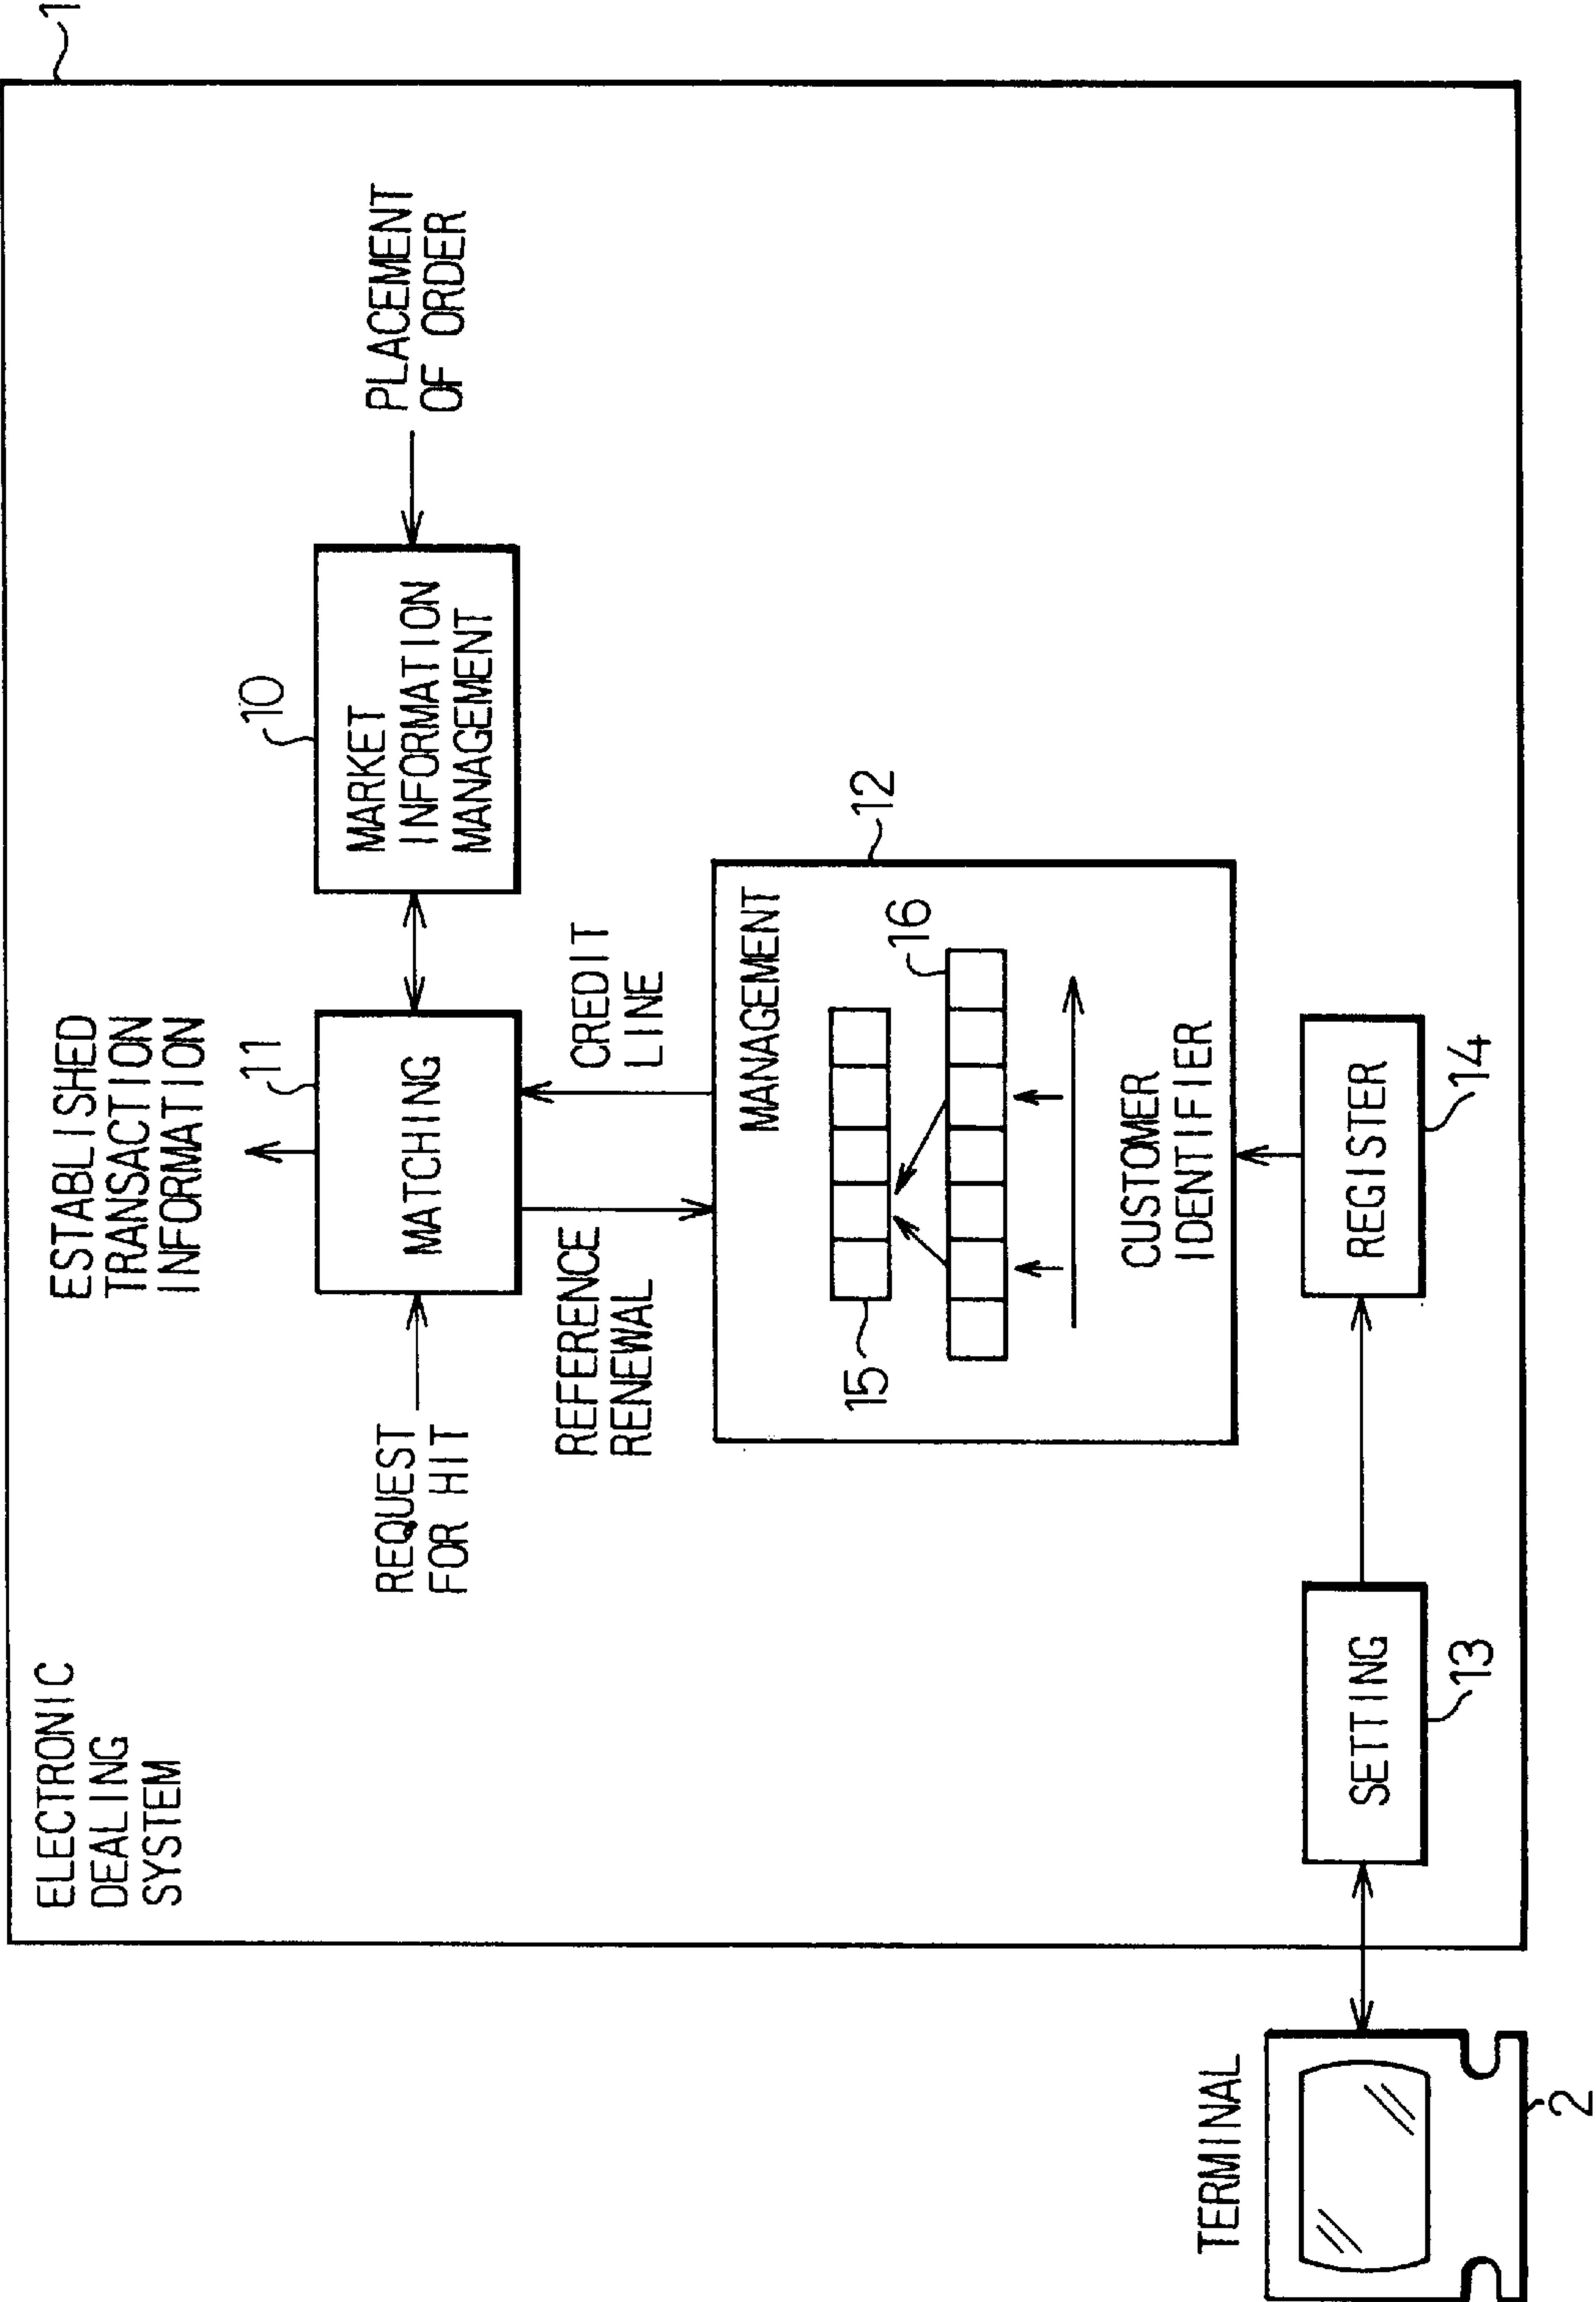 ELECTRONIC
DEALING
SYSTEM
1
ESTABLISHED
TRANSACTION
INFORMATION
11
10
REQUEST
FOR HIT
MATCHING
MARKET
INFORMATION
MANAGEMENT
PLACEMENT
OF ORDER
REFERENCE
RENEWAL
CREDIT
LINE
12
MANAGEMENT
15
16
CUSTOMER
IDENTIFIER
TERMINAL
2
SETTING
13
REGISTER
14